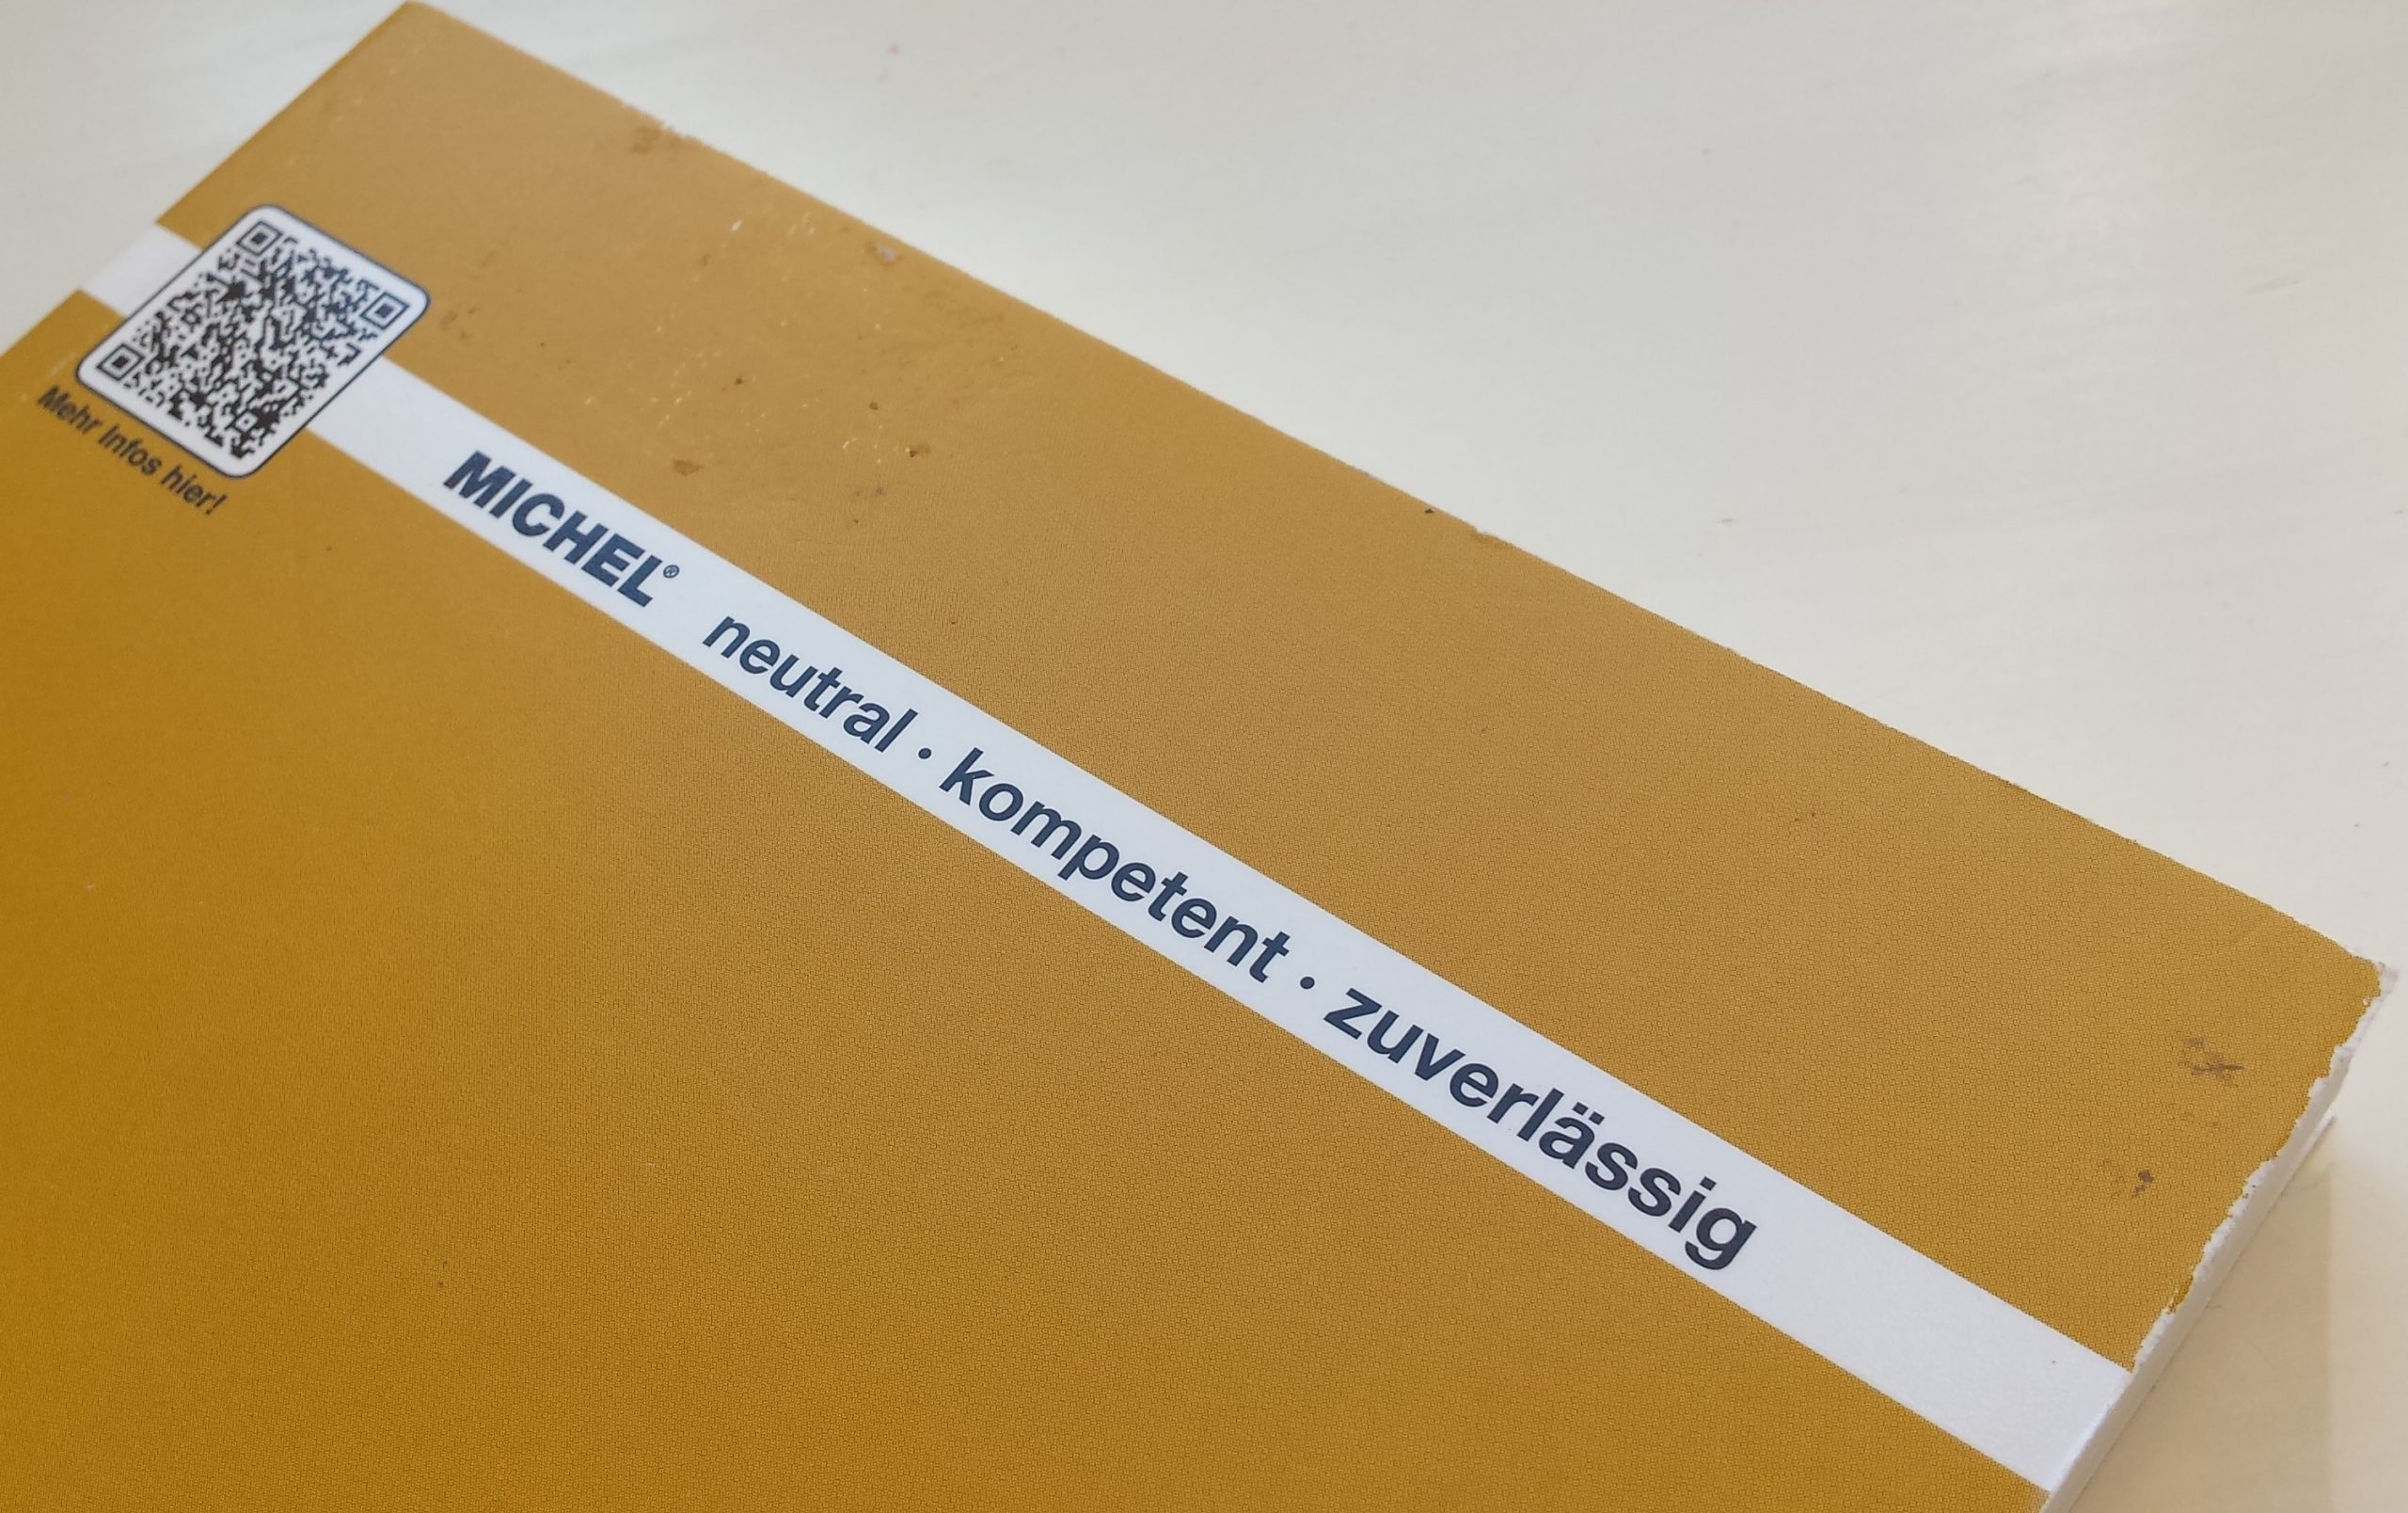 Mehr Infos hier!
MICHEL® neutral · kompetent · zuverlässig